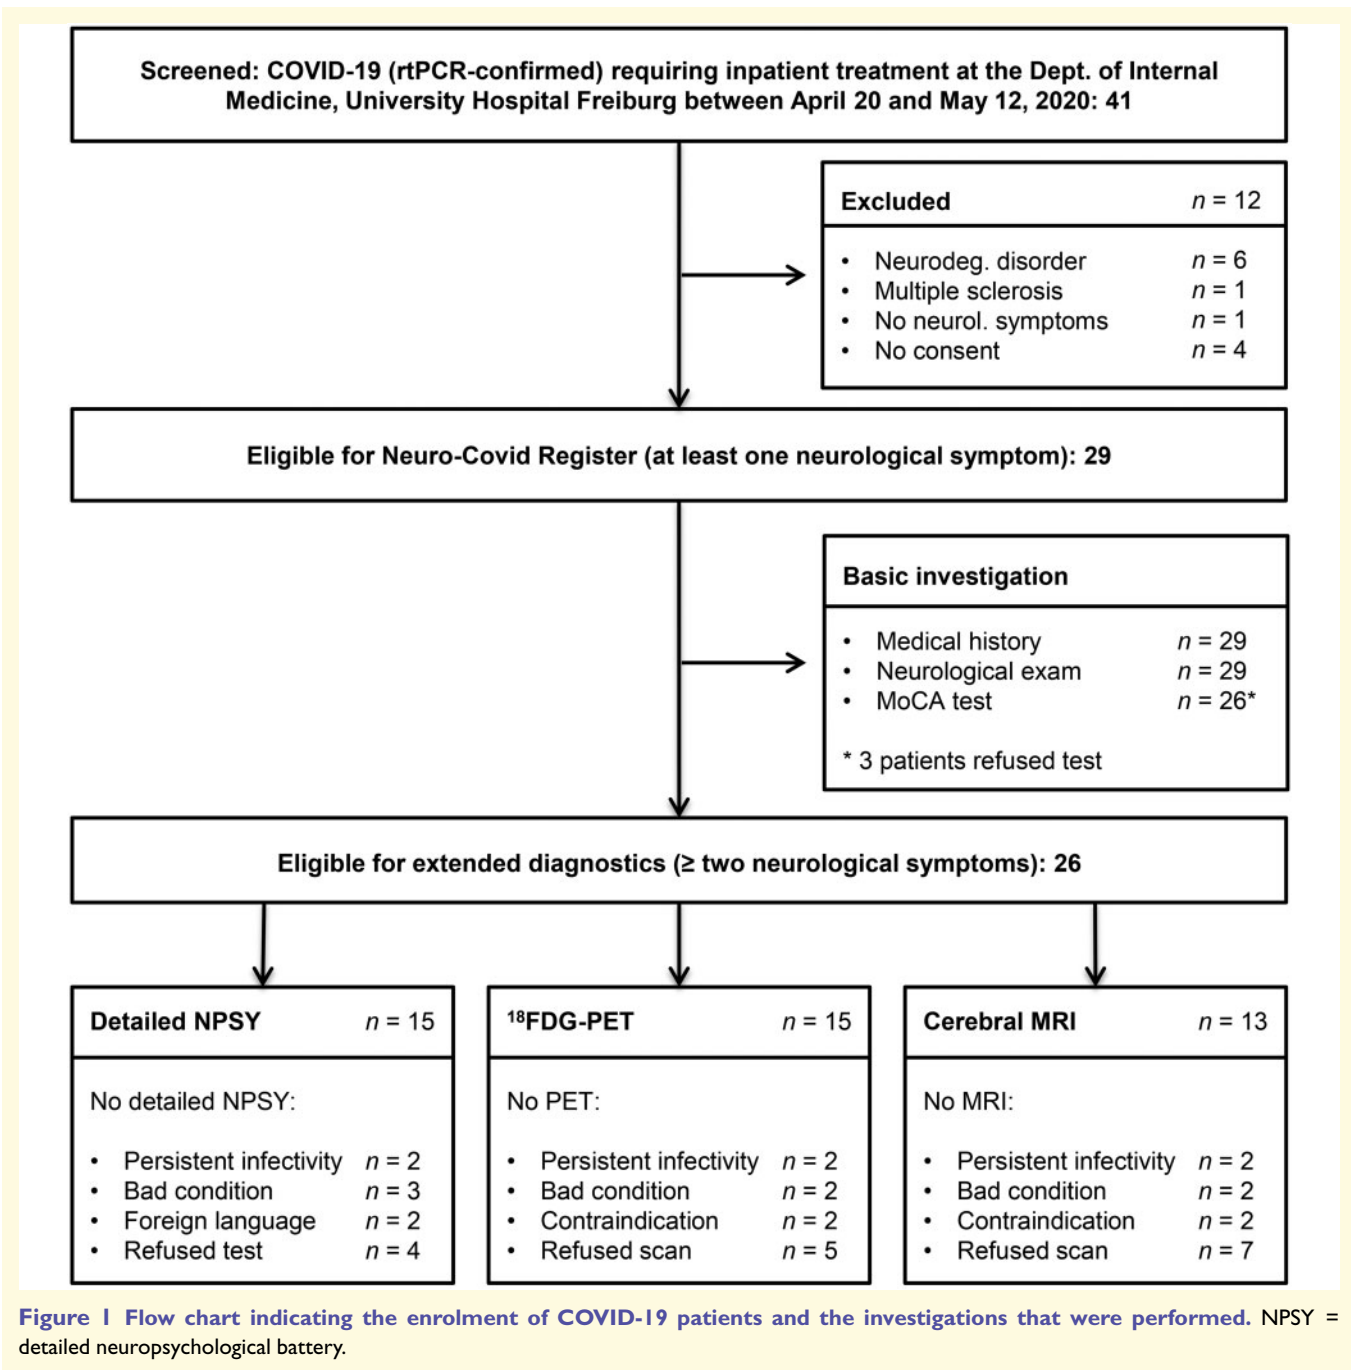 Screened: COVID-19 (rtPCR-confirmed) requiring inpatient treatment at the Dept. of Internal
Medicine, University Hospital Freiburg between April 20 and May 12, 2020: 41
Excluded n = 12
• Neurodeg. disorder n = 6
• Multiple sclerosis n = 1
• No neurol. symptoms n = 1
• No consent n = 4
Eligible for Neuro-Covid Register (at least one neurological symptom): 29
Basic investigation
• Medical history n = 29
• Neurological exam n = 29
• MoCA test n = 26*
* 3 patients refused test
Eligible for extended diagnostics (≥ two neurological symptoms): 26
Detailed NPSY n = 15
No detailed NPSY:
• Persistent infectivity n = 2
• Bad condition n = 3
• Foreign language n = 2
• Refused test n = 4
¹⁸FDG-PET n = 15
No PET:
• Persistent infectivity n = 2
• Bad condition n = 2
• Contraindication n = 2
• Refused scan n = 5
Cerebral MRI n = 13
No MRI:
• Persistent infectivity n = 2
• Bad condition n = 2
• Contraindication n = 2
• Refused scan n = 7
Figure 1 Flow chart indicating the enrolment of COVID-19 patients and the investigations that were performed. NPSY =
detailed neuropsychological battery.